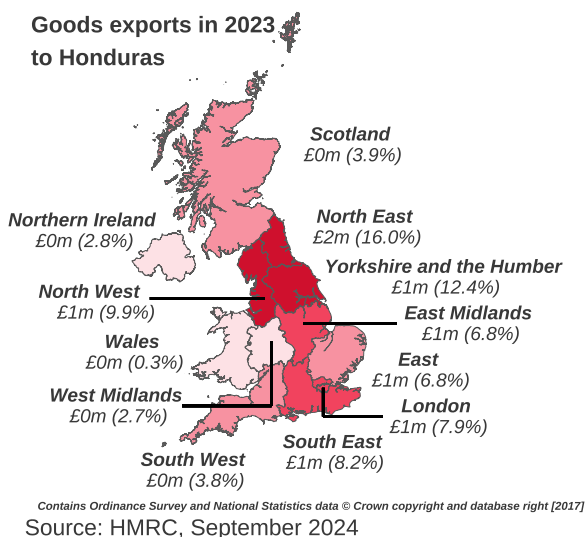 Goods exports in 2023
to Honduras
Scotland
£0m (3.9%)
Northern Ireland
£0m (2.8%)
North East
£2m (16.0%)
Yorkshire and the Humber
£1m (12.4%)
North West
£1m (9.9%)
East Midlands
£1m (6.8%)
Wales
£0m (0.3%)
East
£1m (6.8%)
West Midlands
£0m (2.7%)
London
£1m (7.9%)
South East
£1m (8.2%)
South West
£0m (3.8%)
Contains Ordinance Survey and National Statistics data © Crown copyright and database right [2017]
Source: HMRC, September 2024